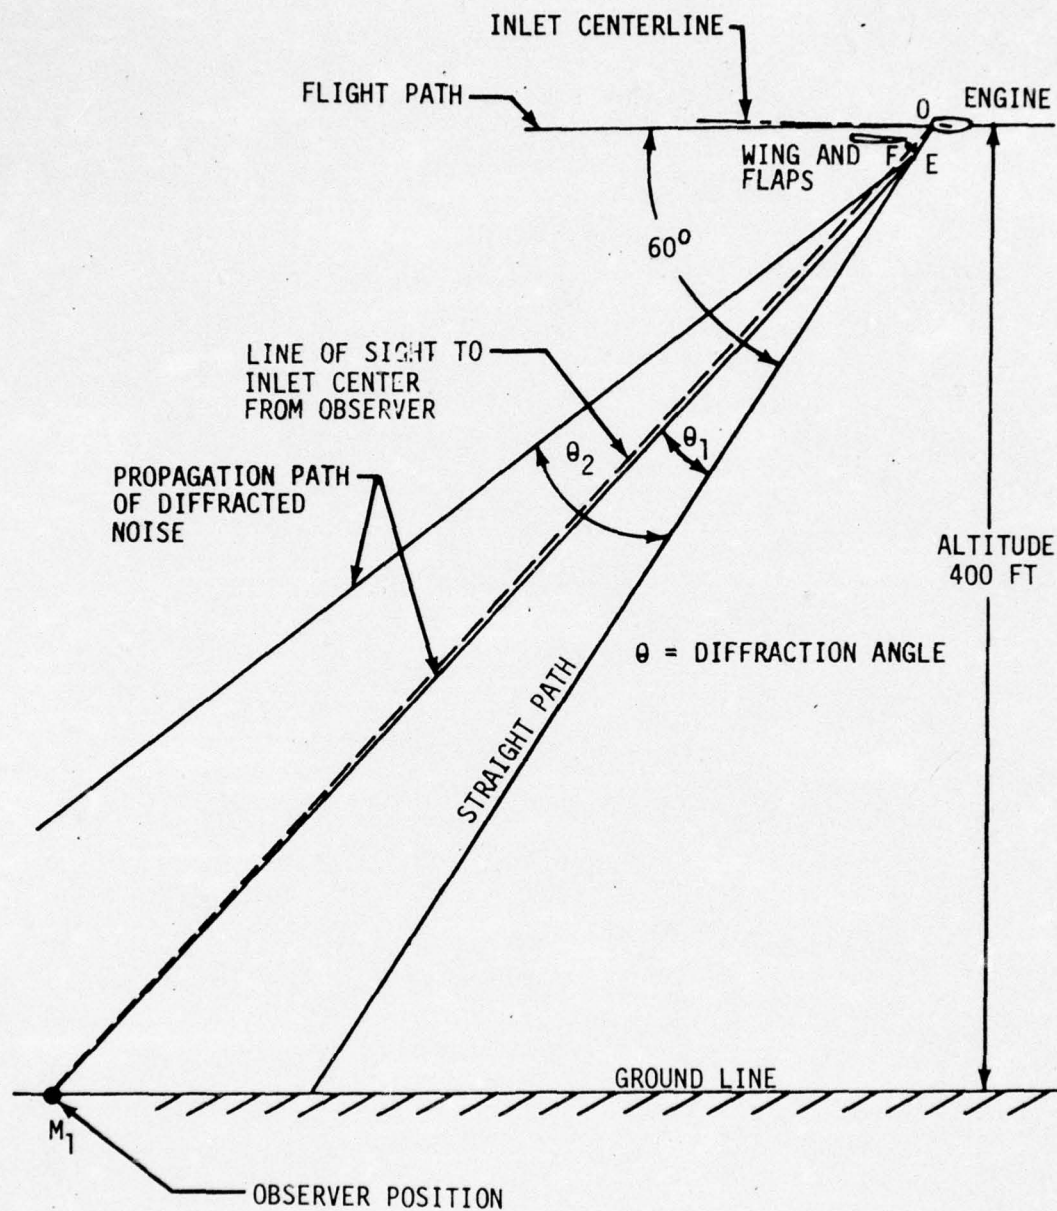 INLET CENTERLINE
FLIGHT PATH
O
ENGINE
WING AND
FLAPS
F
E
60°
LINE OF SIGHT TO
INLET CENTER
FROM OBSERVER
θ1
θ2
PROPAGATION PATH
OF DIFFRACTED
NOISE
ALTITUDE
400 FT
θ = DIFFRACTION ANGLE
STRAIGHT PATH
GROUND LINE
M1
OBSERVER POSITION